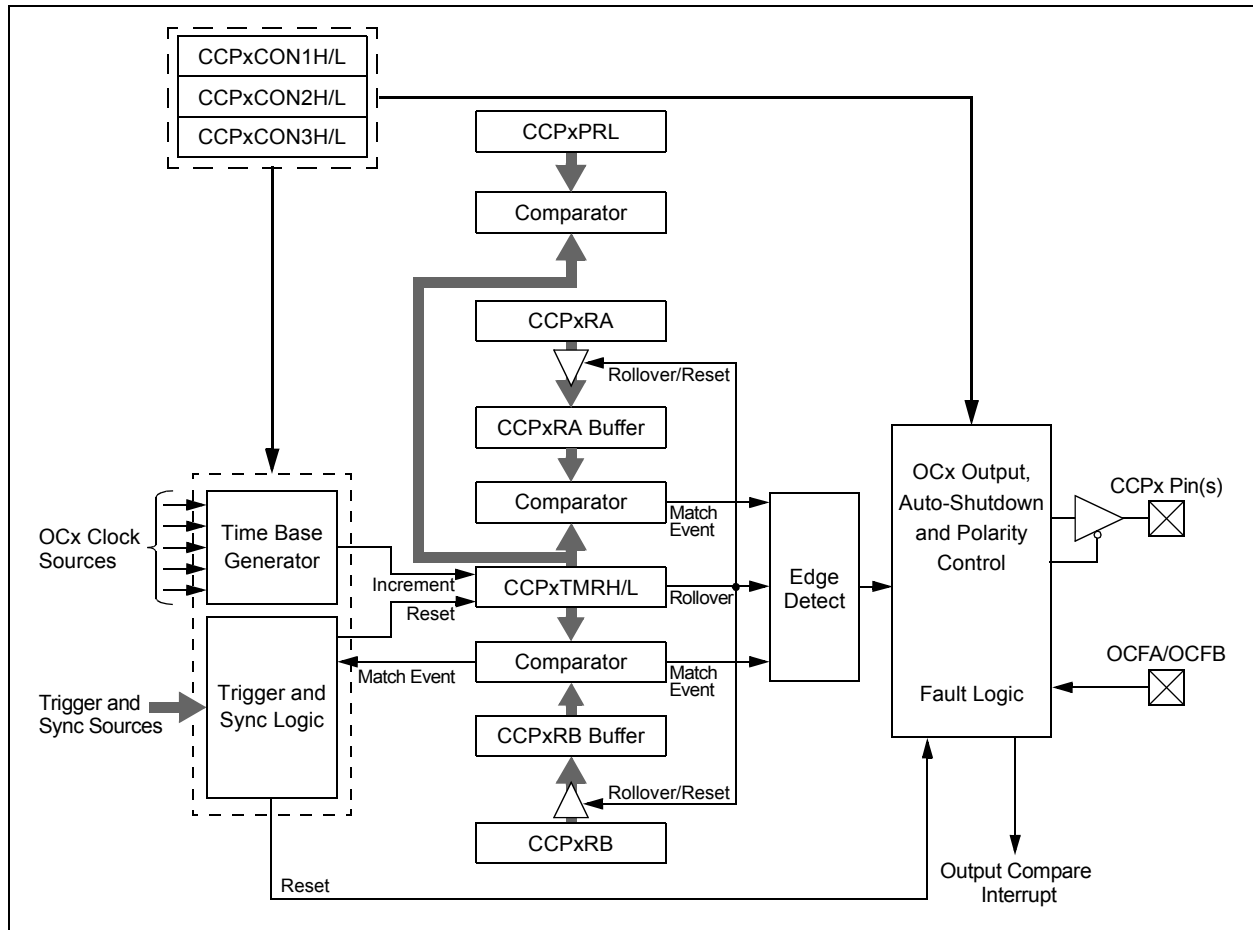 CCPxCON1H/L
CCPxCON2H/L
CCPxCON3H/L
CCPxPRL
Comparator
CCPxRA
Rollover/Reset
CCPxRA Buffer
Comparator
Match
Event
OCx Clock
Sources
Time Base
Generator
Increment
Reset
CCPxTMRH/L
Rollover
Edge
Detect
OCx Output,
Auto-Shutdown
and Polarity
Control
CCPx Pin(s)
Fault Logic
OCFA/OCFB
Trigger and
Sync Sources
Trigger and
Sync Logic
Match Event
Comparator
Match
Event
CCPxRB Buffer
Rollover/Reset
CCPxRB
Reset
Output Compare
Interrupt